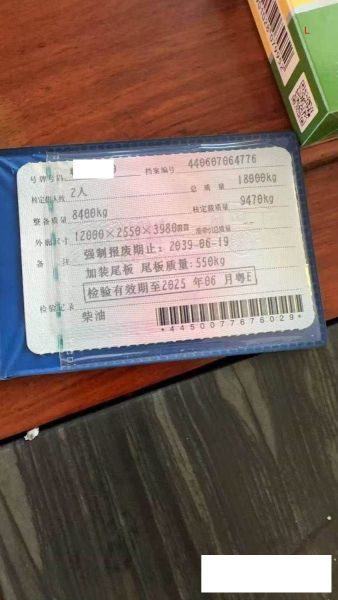 L
号牌号码 档案编号 440607064776
核定载人数 2人 总质量 18000kg
整备质量 8400kg 核定载质量 9470kg
外廓尺寸 12000×2550×3980mm 准牵引总质量
备注 强制报废期止：2039-06-19
加装尾板 尾板质量:550kg
检验有效期至2025年06月粤E
检验记录
柴油
*4450077678029*